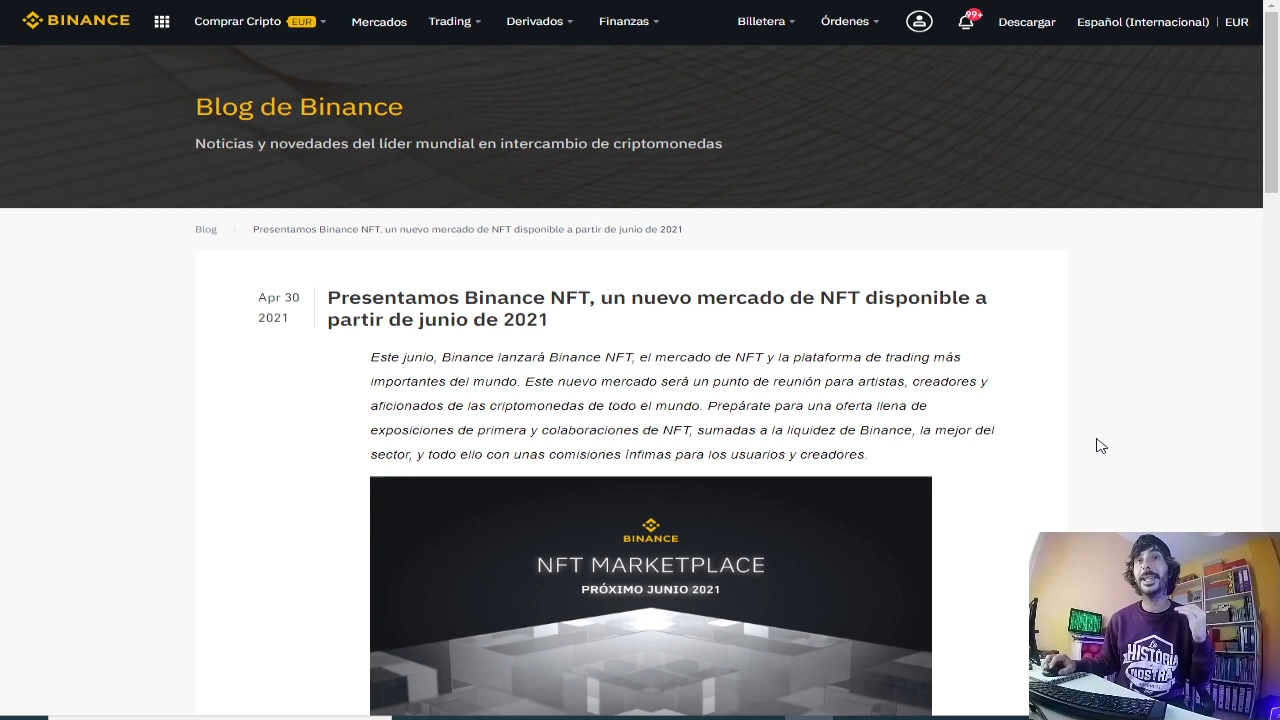 BINANCE
Comprar Cripto EUR
Mercados
Trading
Derivados
Finanzas
Billetera
Órdenes
99+
Descargar
Español (Internacional) | EUR
Blog de Binance
Noticias y novedades del líder mundial en intercambio de criptomonedas
Blog > Presentamos Binance NFT, un nuevo mercado de NFT disponible a partir de junio de 2021
Apr 30
2021
Presentamos Binance NFT, un nuevo mercado de NFT disponible a
partir de junio de 2021
Este junio, Binance lanzará Binance NFT, el mercado de NFT y la plataforma de trading más
importantes del mundo. Este nuevo mercado será un punto de reunión para artistas, creadores y
aficionados de las criptomonedas de todo el mundo. Prepárate para una oferta llena de
exposiciones de primera y colaboraciones de NFT, sumadas a la liquidez de Binance, la mejor del
sector, y todo ello con unas comisiones ínfimas para los usuarios y creadores.
BINANCE
NFT MARKETPLACE
PRÓXIMO JUNIO 2021
HISTORIA